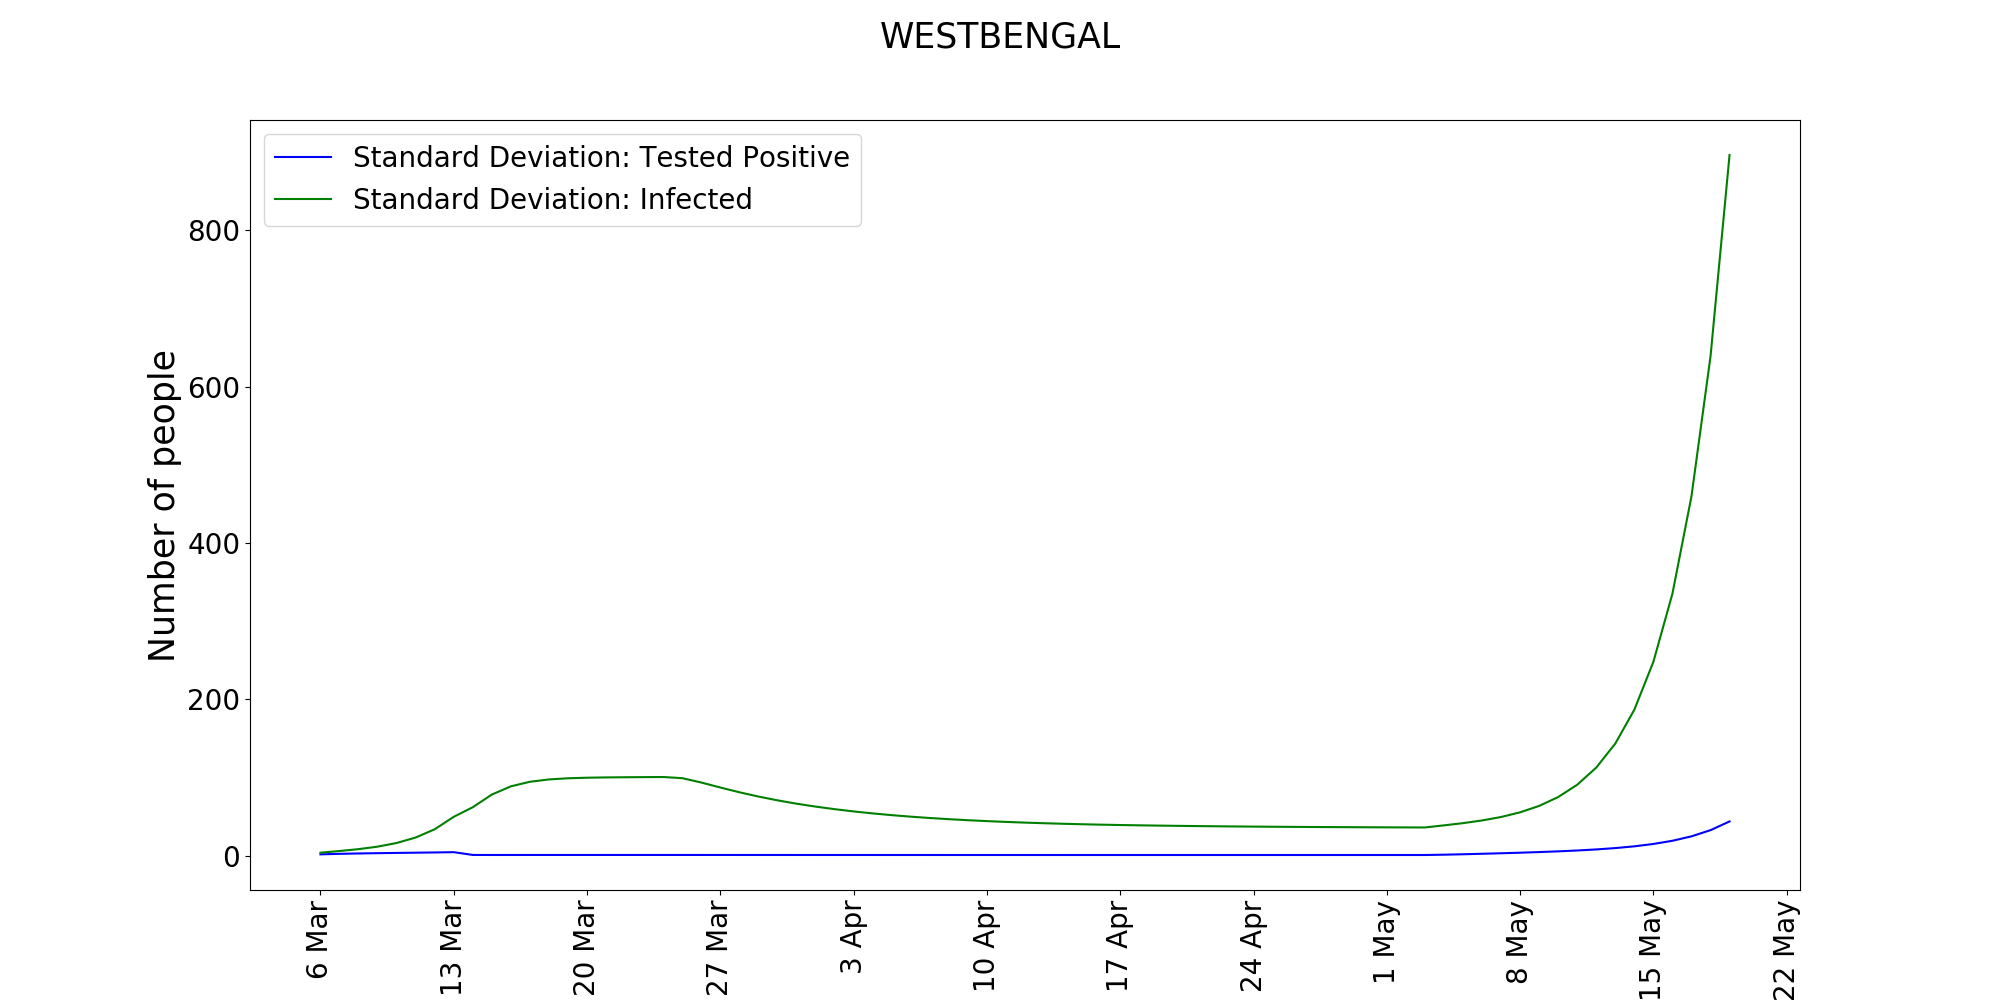 WESTBENGAL
Standard Deviation: Tested Positive
Standard Deviation: Infected
Number of people
800
600
400
200
0
6 Mar
13 Mar
20 Mar
27 Mar
3 Apr
10 Apr
17 Apr
24 Apr
1 May
8 May
15 May
22 May